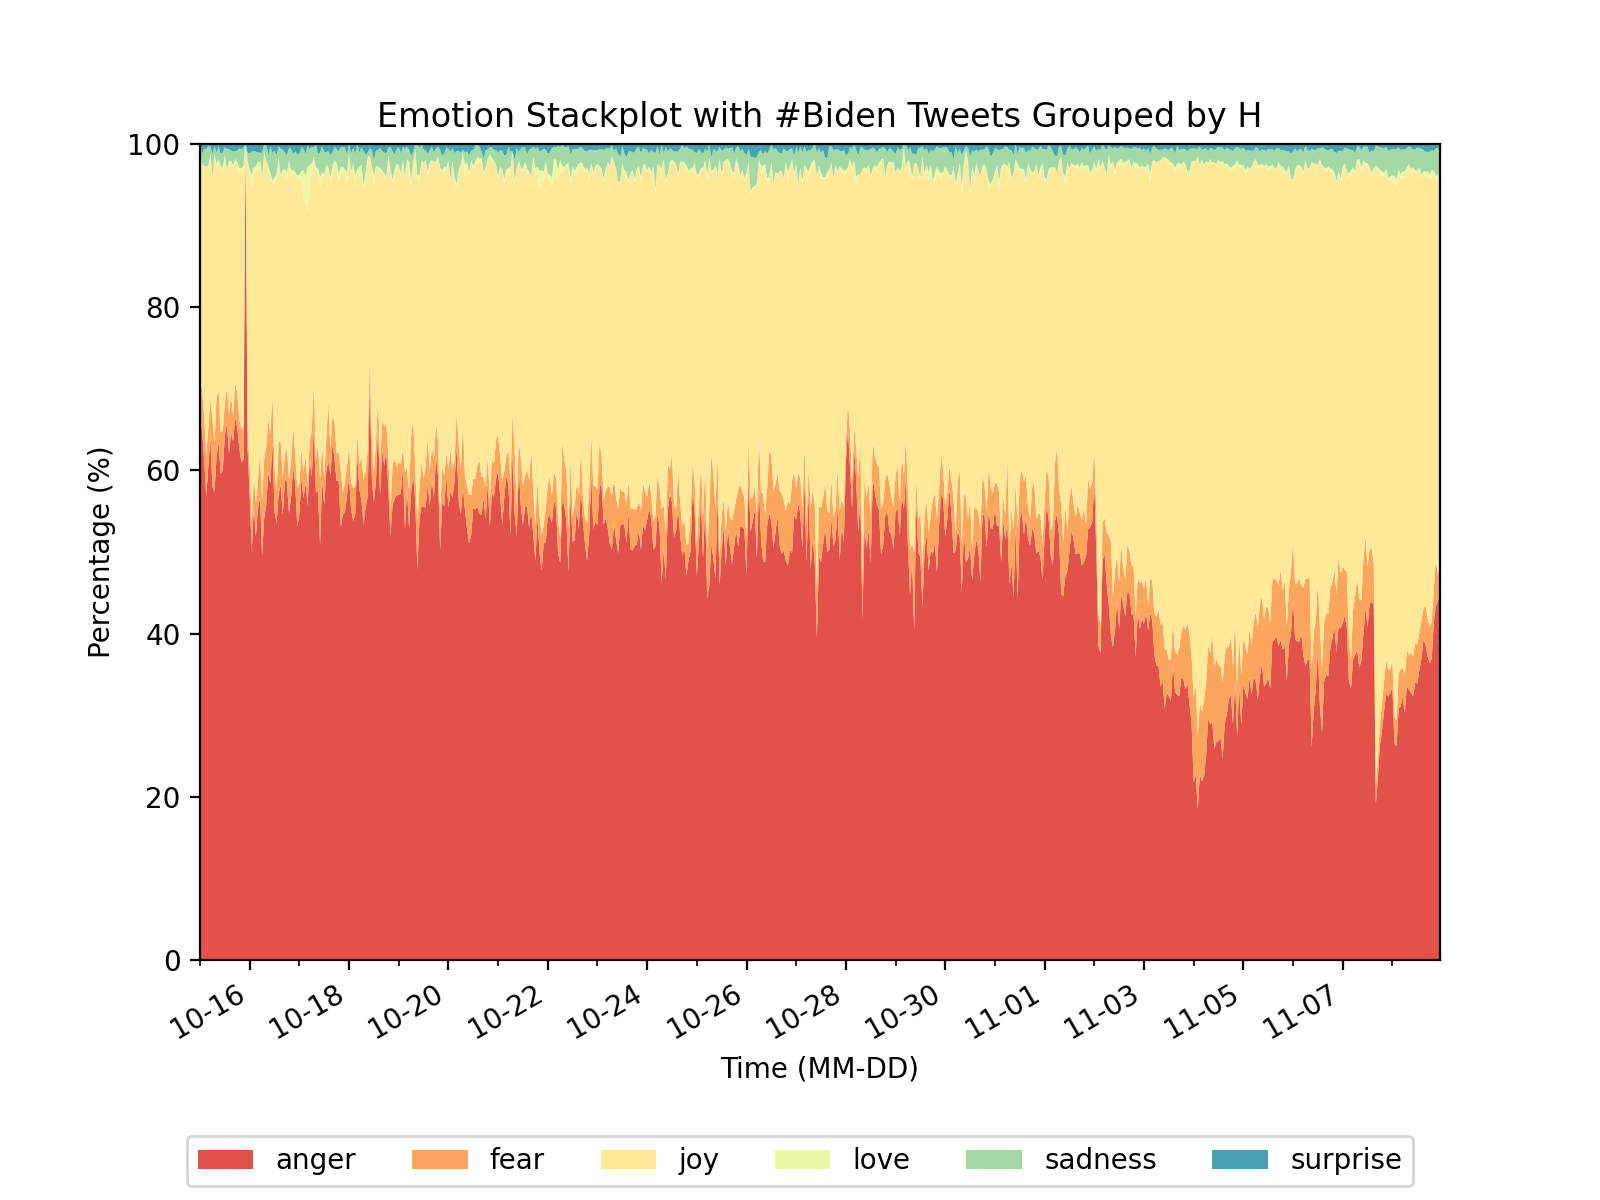 Emotion Stackplot with #Biden Tweets Grouped by H
100
80
60
40
20
0
Percentage (%)
10-16 10-18 10-20 10-22 10-24 10-26 10-28 10-30 11-01 11-03 11-05 11-07
Time (MM-DD)
anger fear joy love sadness surprise